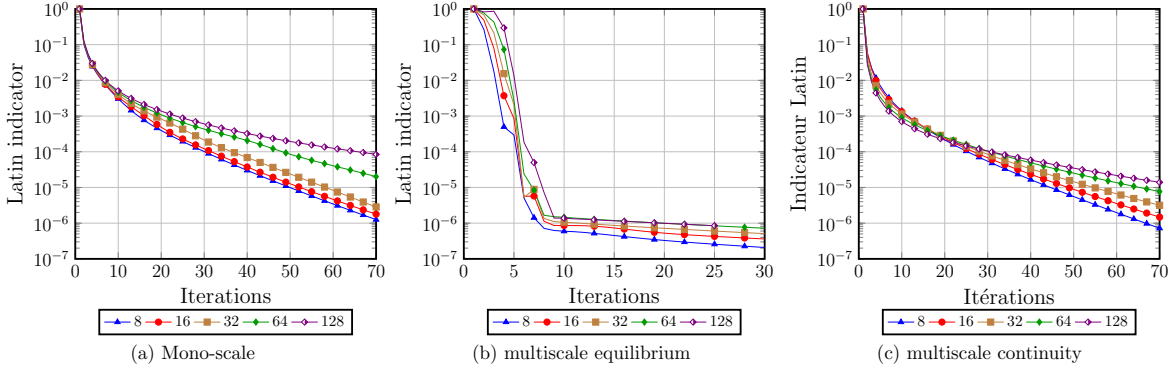 10^0
10^-1
10^-2
10^-3
10^-4
10^-5
10^-6
10^-7
0 10 20 30 40 50 60 70
Latin indicator
Iterations
8 16 32 64 128
(a) Mono-scale
10^0
10^-1
10^-2
10^-3
10^-4
10^-5
10^-6
10^-7
0 5 10 15 20 25 30
Latin indicator
Iterations
8 16 32 64 128
(b) multiscale equilibrium
10^0
10^-1
10^-2
10^-3
10^-4
10^-5
10^-6
10^-7
0 10 20 30 40 50 60 70
Indicateur Latin
Itérations
8 16 32 64 128
(c) multiscale continuity